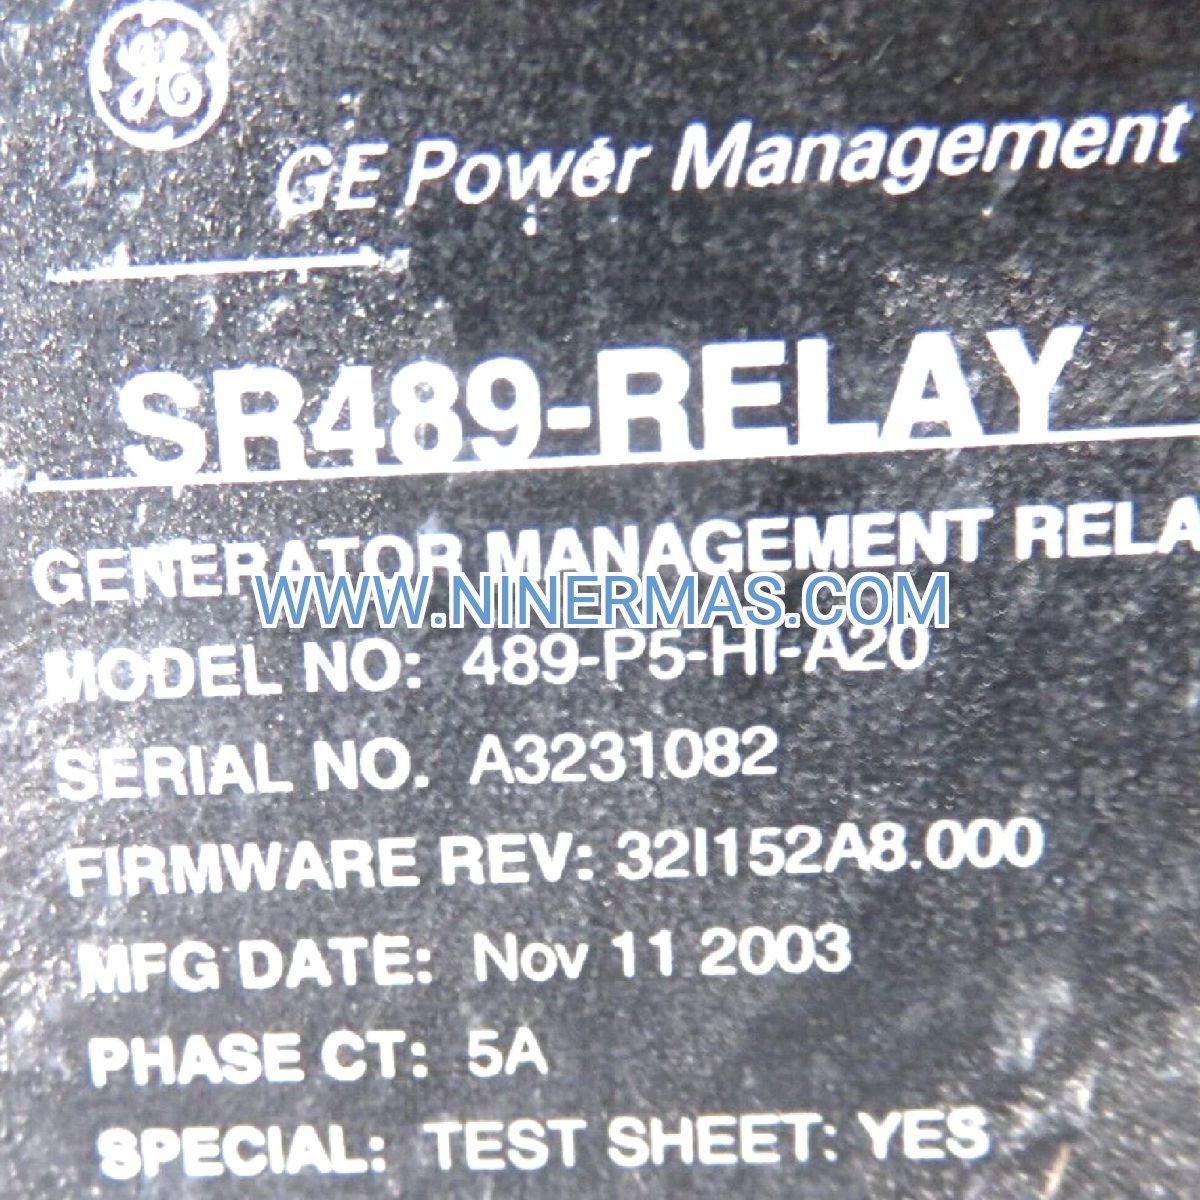 GE
GE Power Management
SR489-RELAY
GENERATOR MANAGEMENT RELA
WWW.NINERMAS.COM
MODEL NO: 489-P5-HI-A20
SERIAL NO. A3231082
FIRMWARE REV: 32I152A8.000
MFG DATE: Nov 11 2003
PHASE CT: 5A
SPECIAL: TEST SHEET: YES